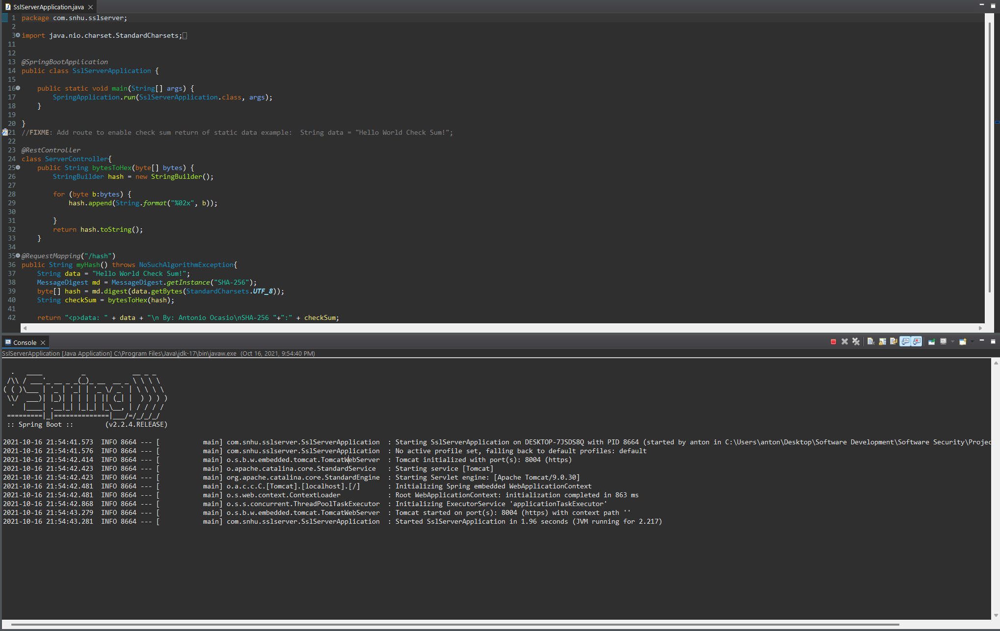 SslServerApplication.java
1 package com.snhu.sslserver;
2
3 import java.nio.charset.StandardCharsets;
11
12
13 @SpringBootApplication
14 public class SslServerApplication {
15
16     public static void main(String[] args) {
17         SpringApplication.run(SslServerApplication.class, args);
18     }
19
20 }
21 //FIXME: Add route to enable check sum return of static data example:  String data = "Hello World Check Sum!";
22
23 @RestController
24 class ServerController{
25     public String bytesToHex(byte[] bytes) {
26         StringBuilder hash = new StringBuilder();
27
28         for (byte b:bytes) {
29             hash.append(String.format("%02x", b));
30
31         }
32         return hash.toString();
33     }
34
35 @RequestMapping("/hash")
36 public String myHash() throws NoSuchAlgorithmException{
37     String data = "Hello World Check Sum!";
38     MessageDigest md = MessageDigest.getInstance("SHA-256");
39     byte[] hash = md.digest(data.getBytes(StandardCharsets.UTF_8));
40     String checkSum = bytesToHex(hash);
41
42     return "<p>data: " + data + "\n By: Antonio Ocasio\nSHA-256 "+":" + checkSum;
Console
SslServerApplication [Java Application] C:\Program Files\Java\jdk-17\bin\javaw.exe  (Oct 16, 2021, 9:54:40 PM)
  .   ____          _            __ _ _
 /\\ / ___'_ __ _ _(_)_ __  __ _ \ \ \ \
( ( )\___ | '_ | '_| | '_ \/ _` | \ \ \ \
 \\/  ___)| |_)| | | | | || (_| |  ) ) ) )
  '  |____| .__|_| |_|_| |_\__, | / / / /
 =========|_|==============|___/=/_/_/_/
 :: Spring Boot ::        (v2.2.4.RELEASE)
2021-10-16 21:54:41.573  INFO 8664 --- [           main] com.snhu.sslserver.SslServerApplication  : Starting SslServerApplication on DESKTOP-7JSDS8Q with PID 8664 (started by anton in C:\Users\anton\Desktop\Software Development\Software Security\Projec
2021-10-16 21:54:41.576  INFO 8664 --- [           main] com.snhu.sslserver.SslServerApplication  : No active profile set, falling back to default profiles: default
2021-10-16 21:54:42.414  INFO 8664 --- [           main] o.s.b.w.embedded.tomcat.TomcatWebServer  : Tomcat initialized with port(s): 8004 (https)
2021-10-16 21:54:42.423  INFO 8664 --- [           main] o.apache.catalina.core.StandardService   : Starting service [Tomcat]
2021-10-16 21:54:42.423  INFO 8664 --- [           main] org.apache.catalina.core.StandardEngine  : Starting Servlet engine: [Apache Tomcat/9.0.30]
2021-10-16 21:54:42.481  INFO 8664 --- [           main] o.a.c.c.C.[Tomcat].[localhost].[/]       : Initializing Spring embedded WebApplicationContext
2021-10-16 21:54:42.481  INFO 8664 --- [           main] o.s.web.context.ContextLoader            : Root WebApplicationContext: initialization completed in 863 ms
2021-10-16 21:54:42.868  INFO 8664 --- [           main] o.s.s.concurrent.ThreadPoolTaskExecutor  : Initializing ExecutorService 'applicationTaskExecutor'
2021-10-16 21:54:43.279  INFO 8664 --- [           main] o.s.b.w.embedded.tomcat.TomcatWebServer  : Tomcat started on port(s): 8004 (https) with context path ''
2021-10-16 21:54:43.281  INFO 8664 --- [           main] com.snhu.sslserver.SslServerApplication  : Started SslServerApplication in 1.96 seconds (JVM running for 2.217)